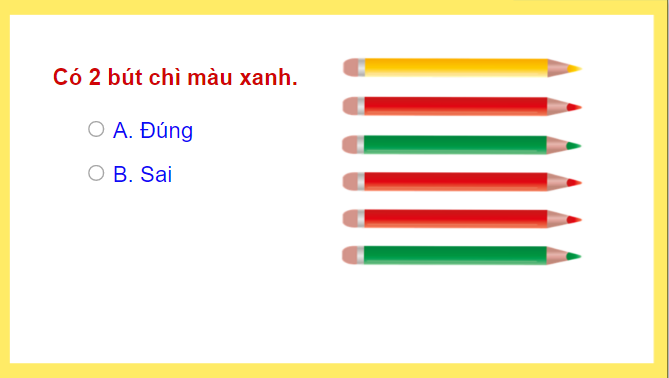 Có 2 bút chì màu xanh.
A. Đúng
B. Sai